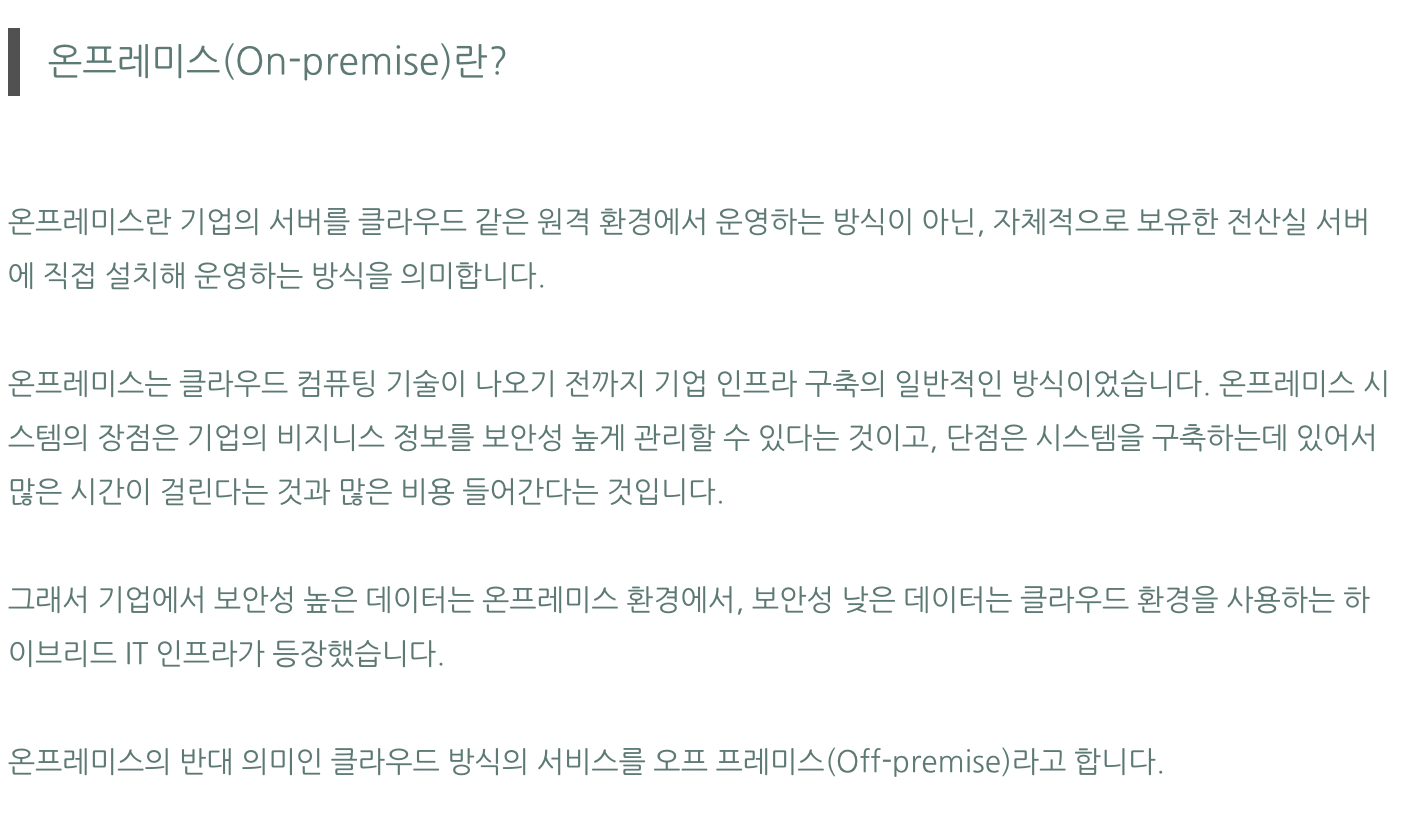 온프레미스(On-premise)란?
온프레미스란 기업의 서버를 클라우드 같은 원격 환경에서 운영하는 방식이 아닌, 자체적으로 보유한 전산실 서버
에 직접 설치해 운영하는 방식을 의미합니다.
온프레미스는 클라우드 컴퓨팅 기술이 나오기 전까지 기업 인프라 구축의 일반적인 방식이었습니다. 온프레미스 시
스템의 장점은 기업의 비지니스 정보를 보안성 높게 관리할 수 있다는 것이고, 단점은 시스템을 구축하는데 있어서
많은 시간이 걸린다는 것과 많은 비용 들어간다는 것입니다.
그래서 기업에서 보안성 높은 데이터는 온프레미스 환경에서, 보안성 낮은 데이터는 클라우드 환경을 사용하는 하
이브리드 IT 인프라가 등장했습니다.
온프레미스의 반대 의미인 클라우드 방식의 서비스를 오프 프레미스(Off-premise)라고 합니다.